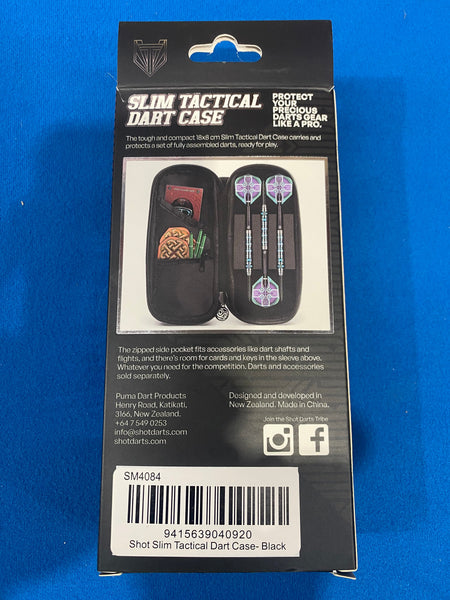 SLIM TACTICAL
DART CASE
PROTECT
YOUR
PRECIOUS
DARTS GEAR
LIKE A PRO.
The tough and compact 18x8 cm Slim Tactical Dart Case carries and
protects a set of fully assembled darts, ready for play.
The zipped side pocket fits accessories like dart shafts and
flights, and there's room for cards and keys in the sleeve above.
Whatever you need for the competition. Darts and accessories
sold separately.
Puma Dart Products
Henry Road, Katikati,
3166, New Zealand.
+64 7 549 0253
info@shotdarts.com
shotdarts.com
Designed and developed in
New Zealand. Made in China.
Join the Shot Darts Tribe
SM4084
9415639040920
Shot Slim Tactical Dart Case- Black